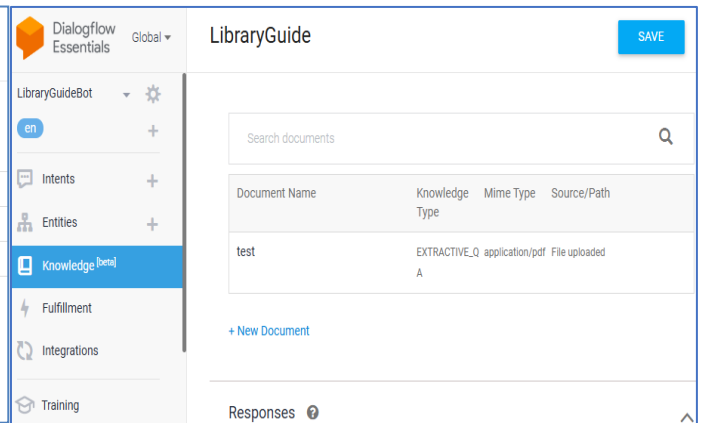 Dialogflow
Essentials
Global
LibraryGuide
SAVE
LibraryGuideBot
en
Search documents
Intents
Entities
Knowledge [beta]
Fulfillment
Integrations
Training
Document Name Knowledge Type Mime Type Source/Path
test EXTRACTIVE_QA application/pdf File uploaded
+ New Document
Responses